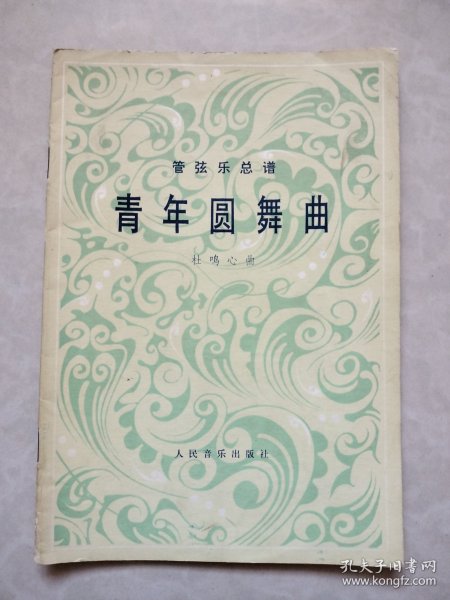 管弦乐总谱
青年圆舞曲
杜鸣心曲
人民音乐出版社
孔夫子旧书网
www.kongfz.com